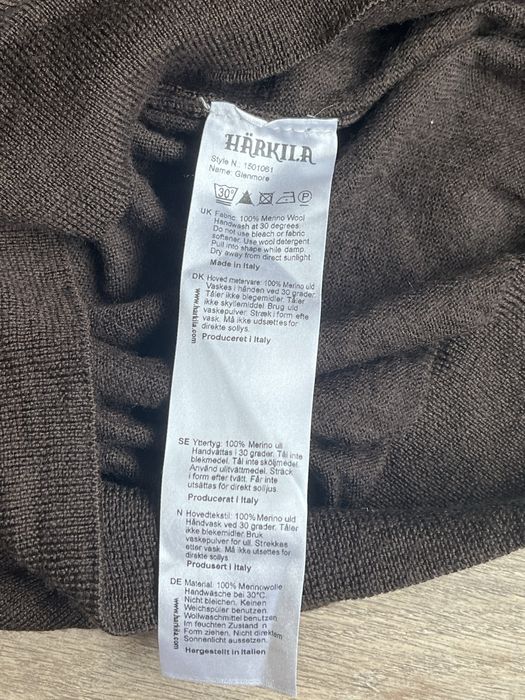 HÄRKILA
Style N.: 1501061
Name: Glenmore
30°
P
UK Fabric: 100% Merino Wool
Handwash at 30 degrees
Do not use bleach or fabric
softener. Use wool detergent.
Pull into shape while damp.
Dry away from direct sunlight.
Made in Italy
www.harkila.com
DK Hoved metervare: 100% Merino uld
Vaskes i hånden ved 30 grader.
Tåler ikke blegemidler. Tåler
ikke skyllemiddel. Brug uld
vaskepulver. Stræk i form efte
vask. Må ikke udsættes for
direkte sollys.
Produceret i Italy
SE Yttertyg: 100% Merino ull
Handvättas i 30 grader. Tål inte
blekmedel. Tål inte sköljmedel.
Använd ulltvättmedel. Sträck
i form efter tvätt. Får inte
utsättas för direkt solljus.
Producerat i Italy
N Hovedtekstil: 100% Merino uld
Håndvask ved 30 grader. Tåler
ikke blekemidler. Bruk
vaskepulver for ull. Strekkes
etter vask. Må ikke utsettes for
direkte sollys.
Produsert i Italy
www.harkila.com
DE Material: 100% Merinowolle
Handwäsche bei 30°C.
Nicht bleichen. Keinen
Weichspüler benutzen.
Wollwaschmittel benutzen
Im feuchten Zustand n
Form ziehen. Nicht direktem
Sonnenlicht aussetzen.
Hergestellt in Italien